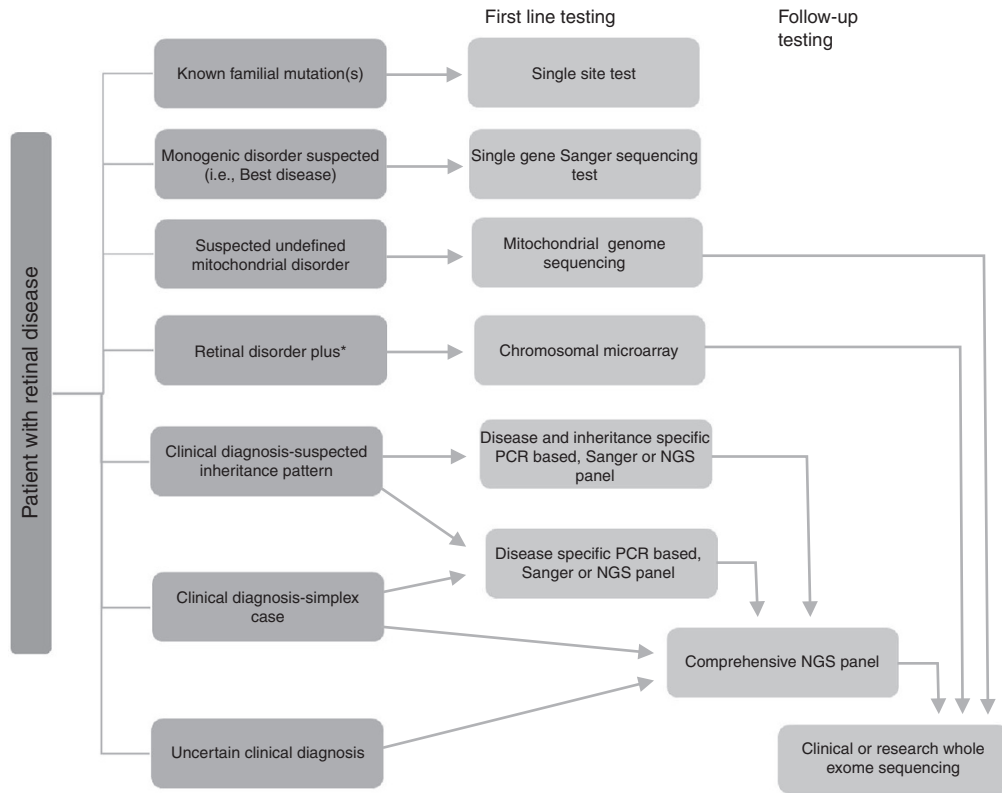 First line testing
Follow-up
testing
Patient with retinal disease
Known familial mutation(s)
Single site test
Monogenic disorder suspected
(i.e., Best disease)
Single gene Sanger sequencing
test
Suspected undefined
mitochondrial disorder
Mitochondrial genome
sequencing
Retinal disorder plus*
Chromosomal microarray
Clinical diagnosis-suspected
inheritance pattern
Disease and inheritance specific
PCR based, Sanger or NGS
panel
Disease specific PCR based,
Sanger or NGS panel
Clinical diagnosis-simplex
case
Comprehensive NGS panel
Uncertain clinical diagnosis
Clinical or research whole
exome sequencing